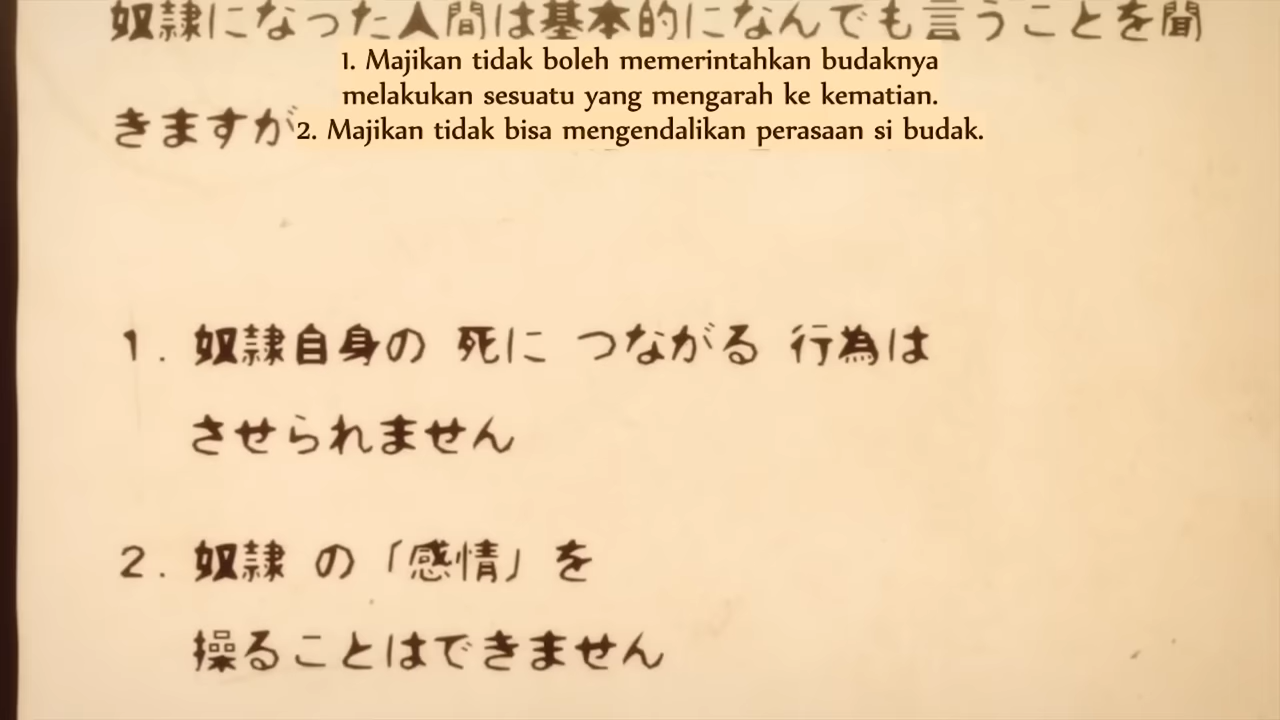 奴隷になった人間は基本的になんでも言うことを聞
1. Majikan tidak boleh memerintahkan budaknya
melakukan sesuatu yang mengarah ke kematian.
きますが
2. Majikan tidak bisa mengendalikan perasaan si budak.
1. 奴隷自身の 死に つながる 行為は
させられません
2. 奴隷 の「感情」を
操ることはできません